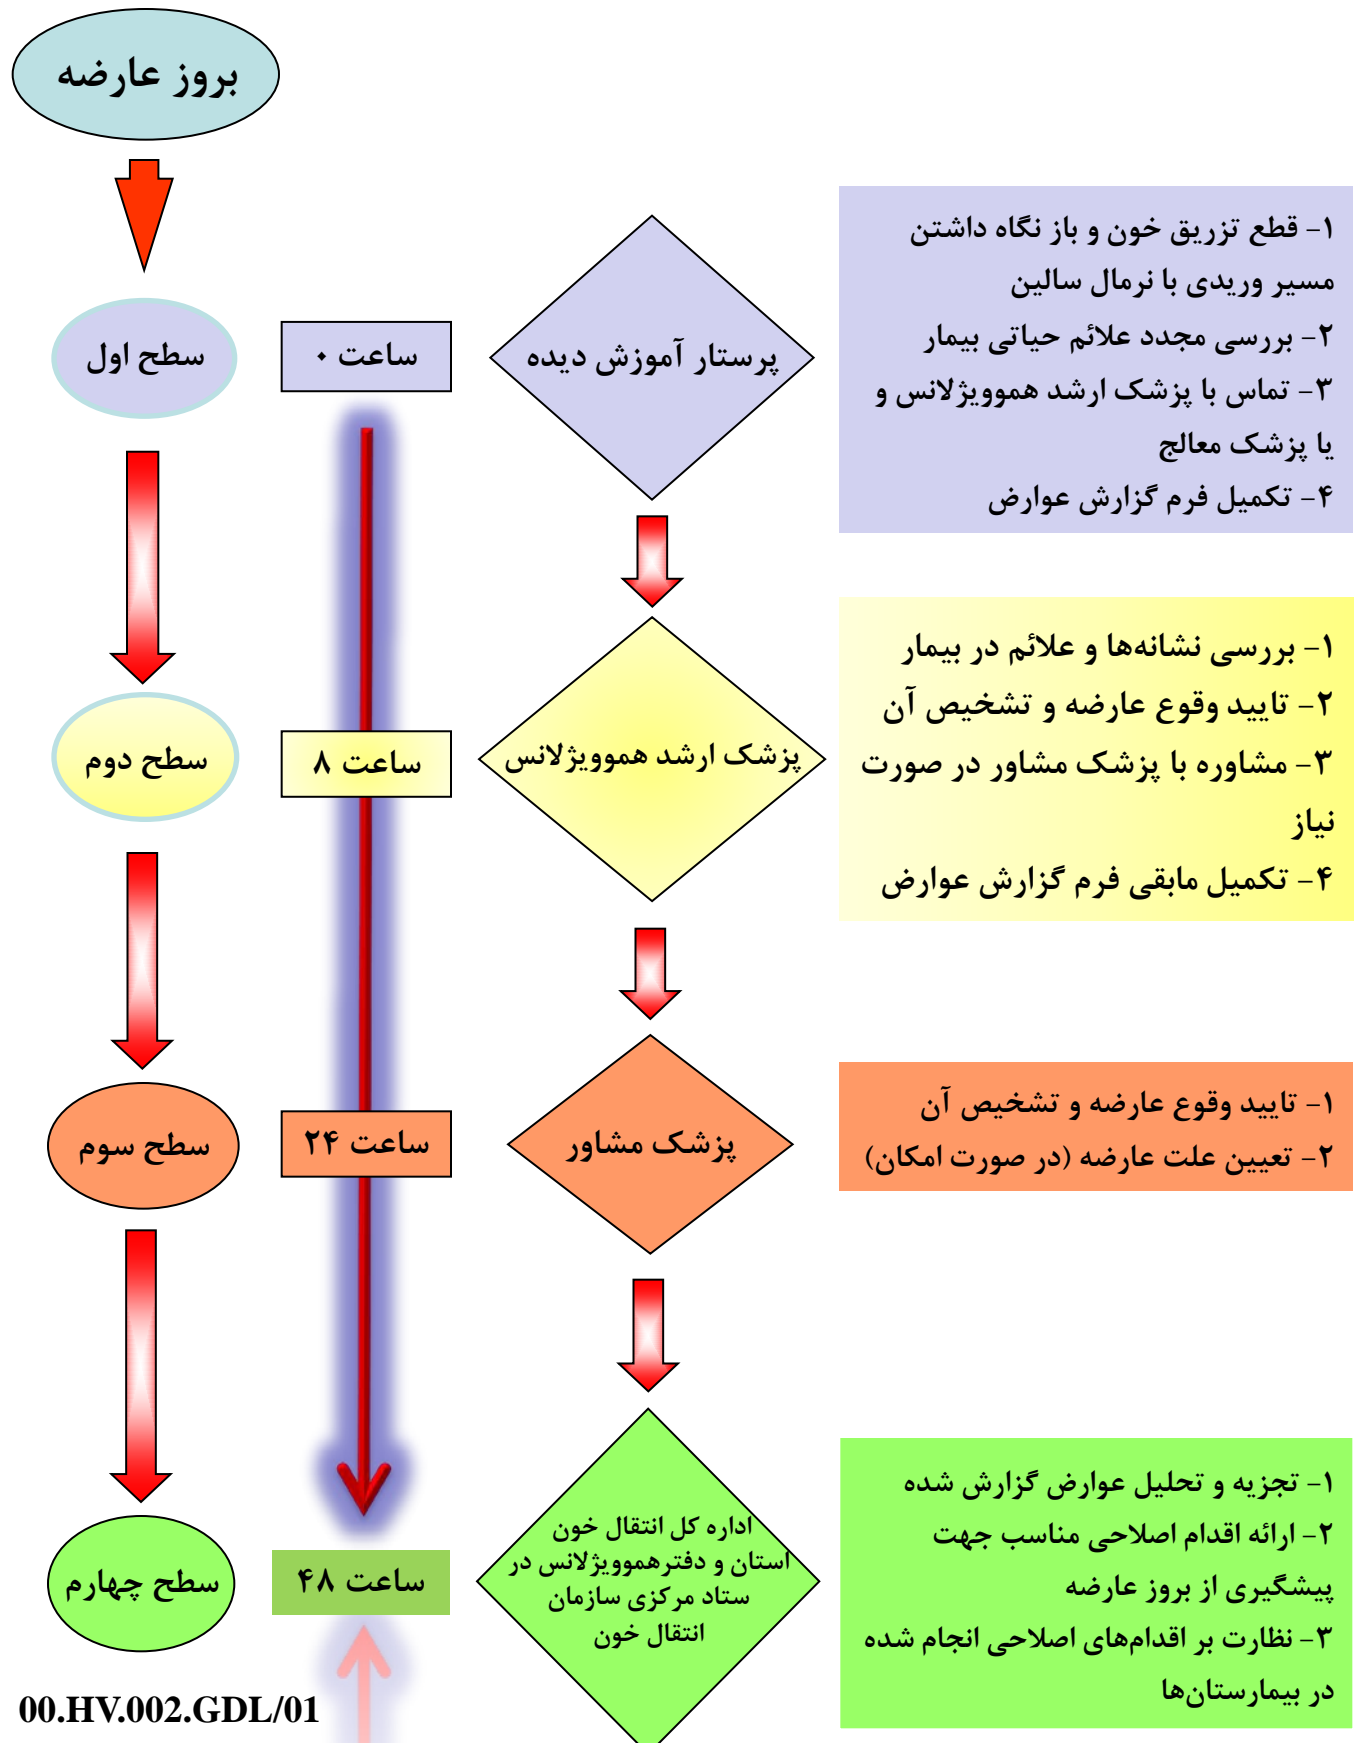 بروز عارضه
سطح اول
ساعت ۰
پرستار آموزش دیده
۱- قطع تزریق خون و باز نگاه داشتن
مسیر وریدی با نرمال سالین
۲- بررسی مجدد علائم حیاتی بیمار
۳- تماس با پزشک ارشد هموویژلانس و
یا پزشک معالج
۴- تکمیل فرم گزارش عوارض
سطح دوم
ساعت ۸
پزشک ارشد هموویژلانس
۱- بررسی نشانه‌ها و علائم در بیمار
۲- تایید وقوع عارضه و تشخیص آن
۳- مشاوره با پزشک مشاور در صورت
نیاز
۴- تکمیل مابقی فرم گزارش عوارض
سطح سوم
ساعت ۲۴
پزشک مشاور
۱- تایید وقوع عارضه و تشخیص آن
۲- تعیین علت عارضه (در صورت امکان)
سطح چهارم
ساعت ۴۸
اداره کل انتقال خون
استان و دفترهموویژلانس در
ستاد مرکزی سازمان
انتقال خون
۱- تجزیه و تحلیل عوارض گزارش شده
۲- ارائه اقدام اصلاحی مناسب جهت
پیشگیری از بروز عارضه
۳- نظارت بر اقدام‌های اصلاحی انجام شده
در بیمارستان‌ها
00.HV.002.GDL/01